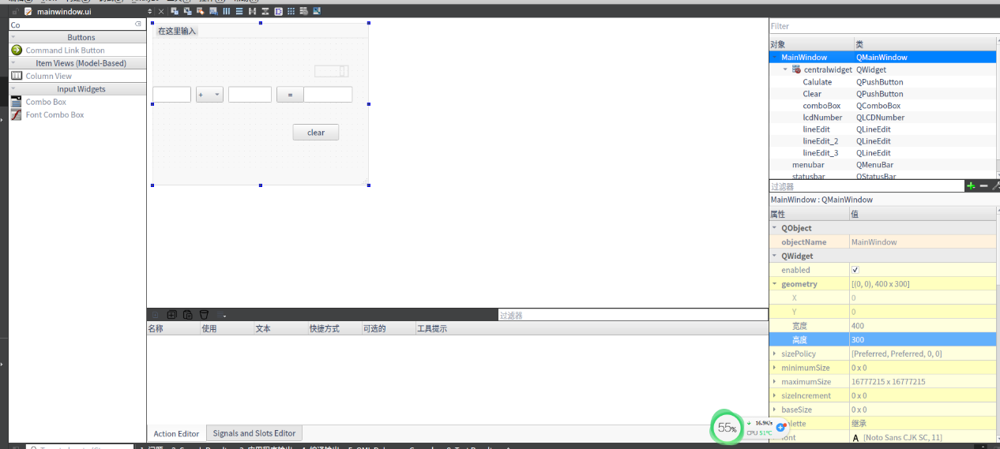 mainwindow.ui
Co
Buttons
Command Link Button
Item Views (Model-Based)
Column View
Input Widgets
Combo Box
Font Combo Box
在这里输入
+
=
clear
名称 使用 文本 快捷方式 可选的 工具提示
过滤器
Action Editor
Signals and Slots Editor
Filter
对象 类
MainWindow QMainWindow
centralwidget QWidget
Calulate QPushButton
Clear QPushButton
comboBox QComboBox
lcdNumber QLCDNumber
lineEdit QLineEdit
lineEdit_2 QLineEdit
lineEdit_3 QLineEdit
menubar QMenuBar
statusbar QStatusBar
过滤器
MainWindow : QMainWindow
属性 值
QObject
objectName MainWindow
QWidget
enabled
geometry [(0, 0), 400 x 300]
X 0
Y 0
宽度 400
高度 300
sizePolicy [Preferred, Preferred, 0, 0]
minimumSize 0 x 0
maximumSize 16777215 x 16777215
sizeIncrement 0 x 0
baseSize 0 x 0
继承
A [Noto Sans CJK SC, 11]
55%
16.9K/s
CPU 51°C